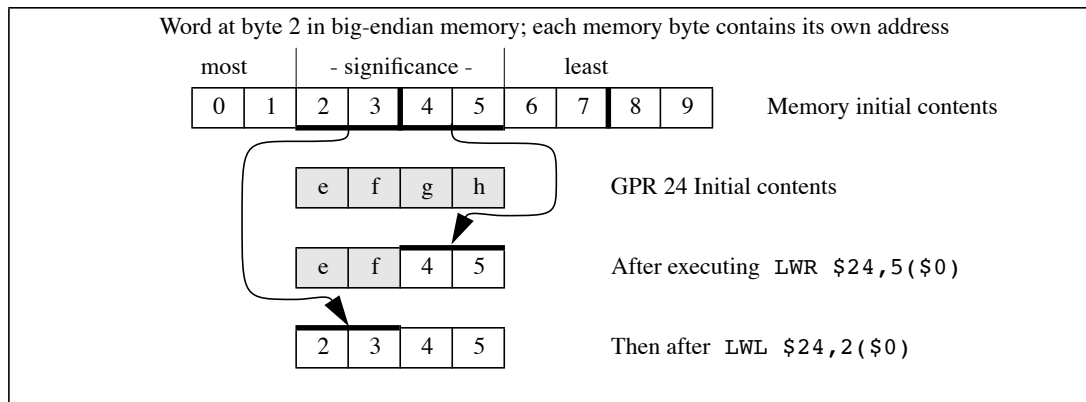 Word at byte 2 in big-endian memory; each memory byte contains its own address
most - significance - least
0 1 2 3 4 5 6 7 8 9 Memory initial contents
e f g h GPR 24 Initial contents
e f 4 5 After executing LWR $24,5($0)
2 3 4 5 Then after LWL $24,2($0)